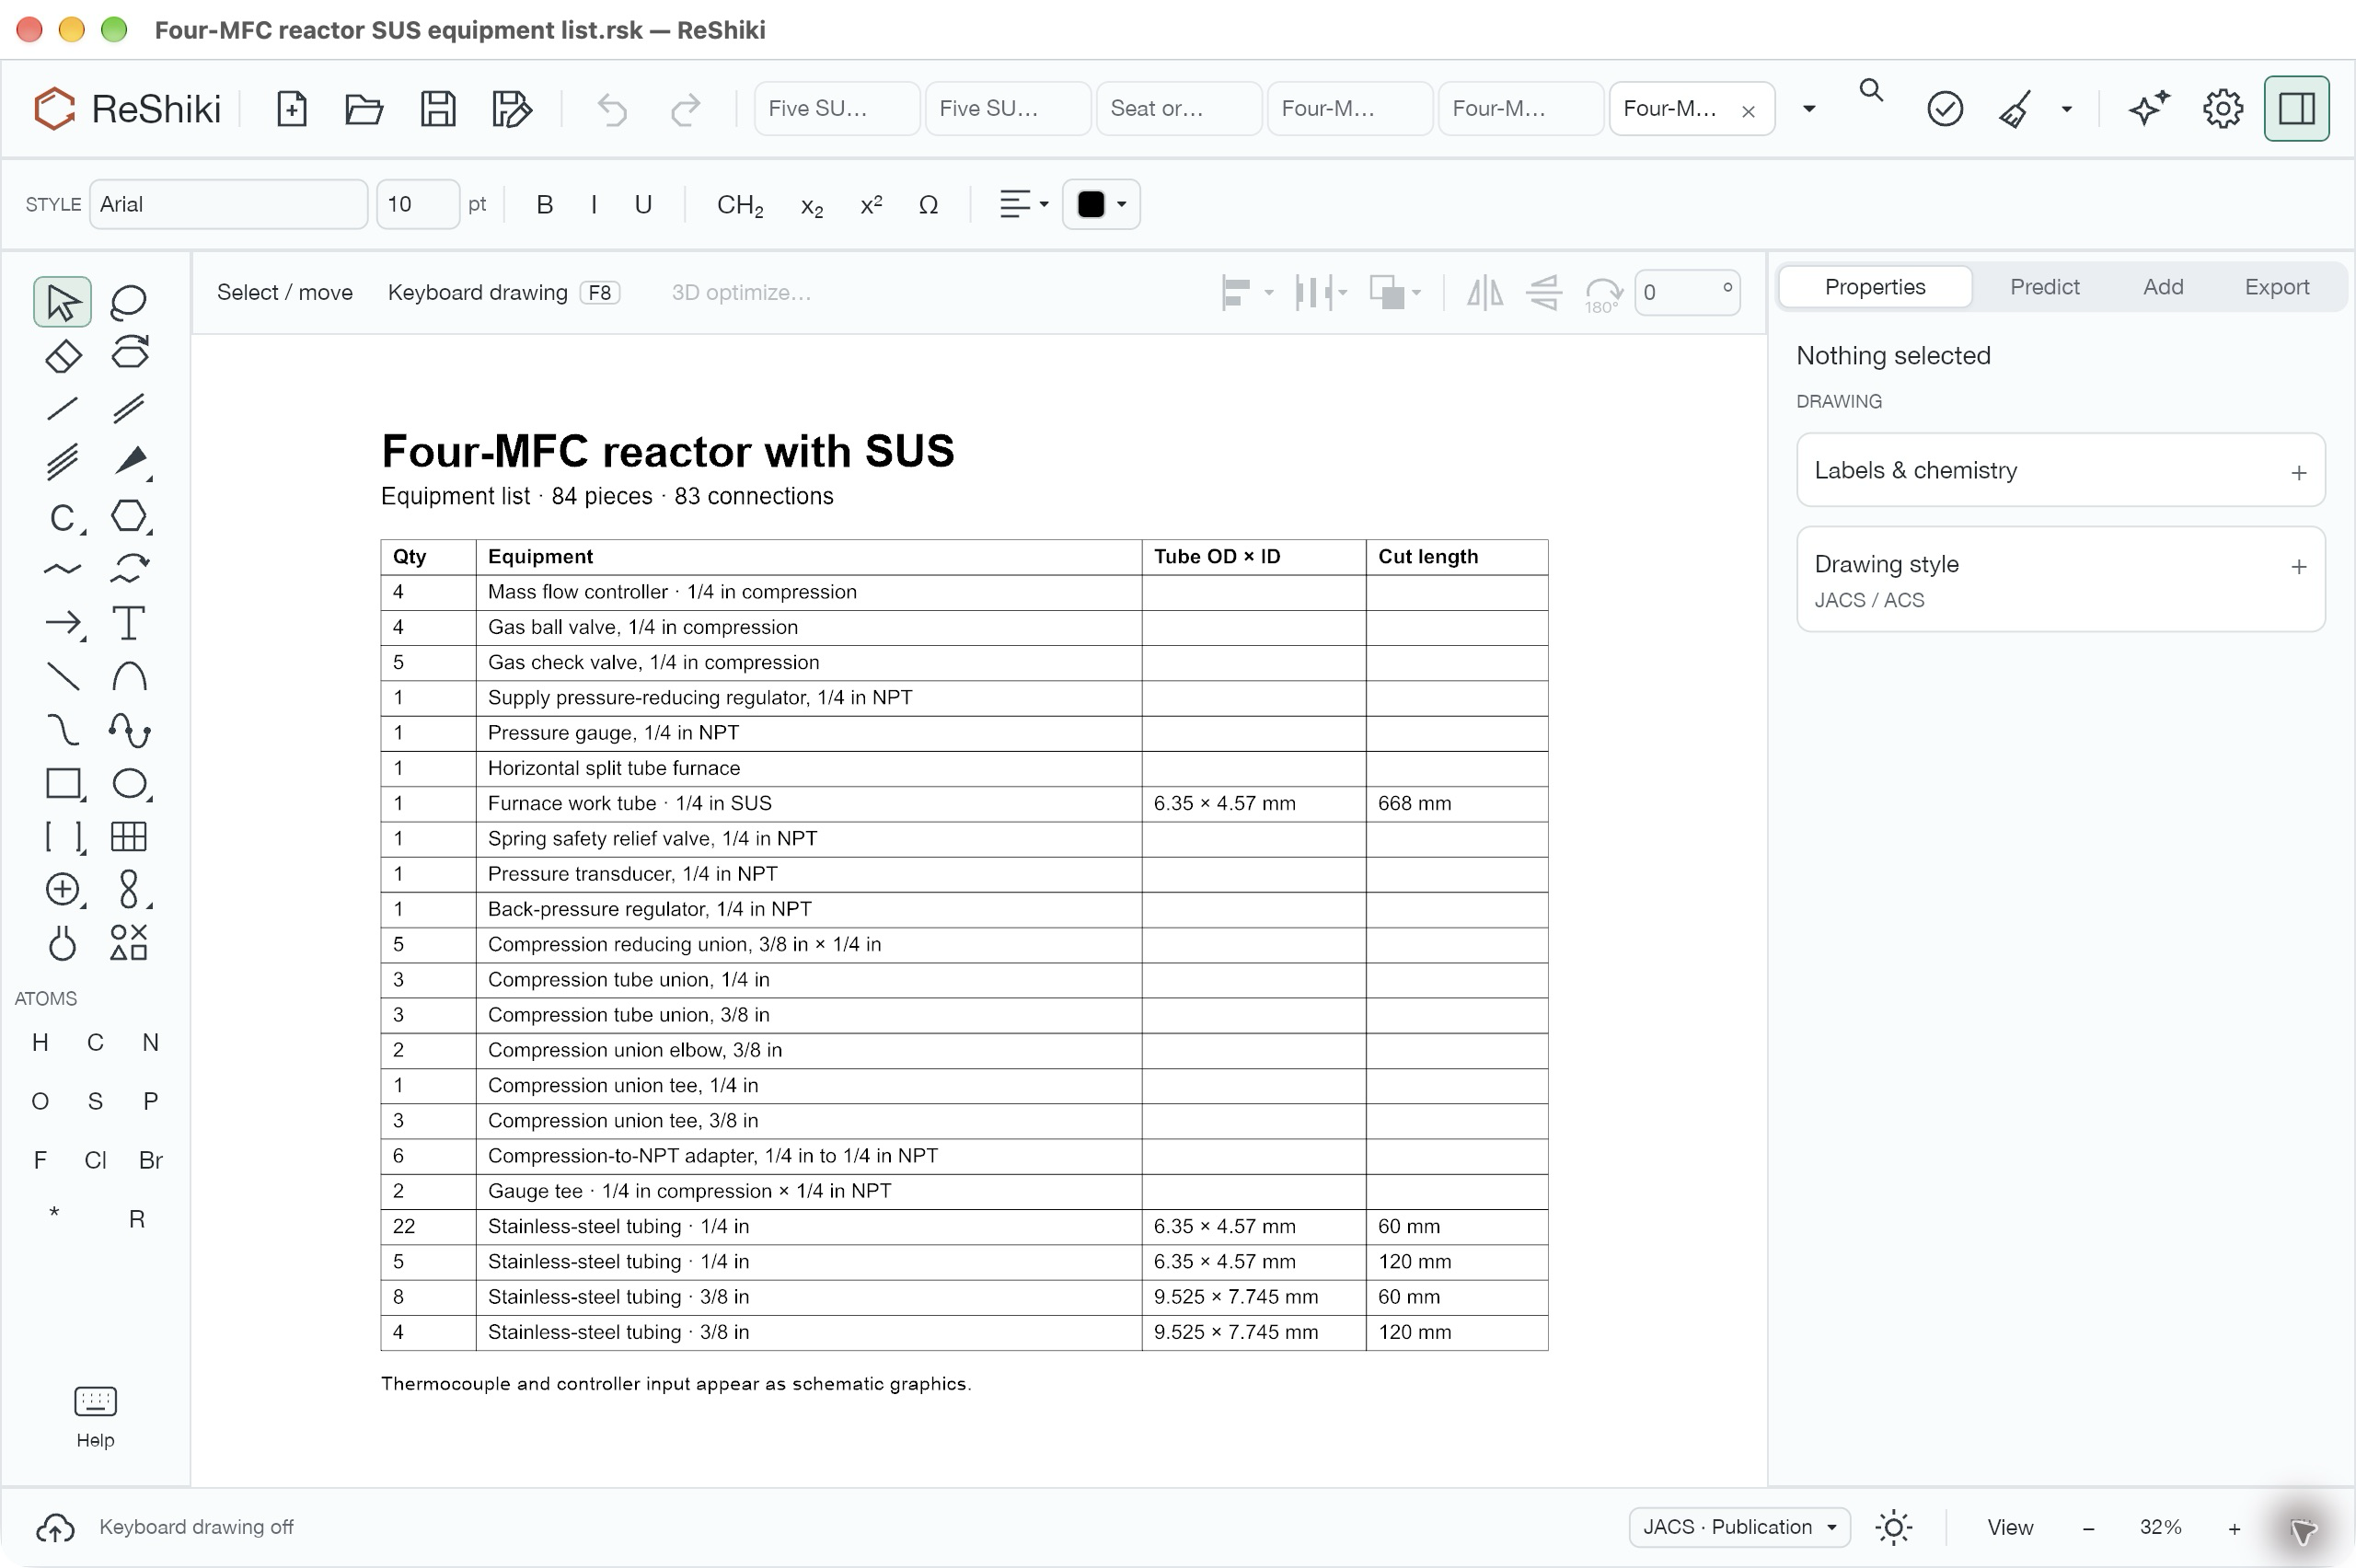 Four-MFC reactor SUS equipment list.rsk — ReShiki
ReShiki
Five SU...
Five SU...
Seat or...
Four-M...
Four-M...
Four-M...
STYLE Arial 10 pt B I U CH₂ x₂ x² Ω
Select / move Keyboard drawing F8 3D optimize... 180° 0 °
Properties Predict Add Export
Nothing selected
DRAWING
Labels & chemistry +
Drawing style +
JACS / ACS
C
T
ATOMS
H C N
O S P
F Cl Br
* R
Help
Four-MFC reactor with SUS
Equipment list · 84 pieces · 83 connections
Qty Equipment Tube OD × ID Cut length
4 Mass flow controller · 1/4 in compression
4 Gas ball valve, 1/4 in compression
5 Gas check valve, 1/4 in compression
1 Supply pressure-reducing regulator, 1/4 in NPT
1 Pressure gauge, 1/4 in NPT
1 Horizontal split tube furnace
1 Furnace work tube · 1/4 in SUS 6.35 × 4.57 mm 668 mm
1 Spring safety relief valve, 1/4 in NPT
1 Pressure transducer, 1/4 in NPT
1 Back-pressure regulator, 1/4 in NPT
5 Compression reducing union, 3/8 in × 1/4 in
3 Compression tube union, 1/4 in
3 Compression tube union, 3/8 in
2 Compression union elbow, 3/8 in
1 Compression union tee, 1/4 in
3 Compression union tee, 3/8 in
6 Compression-to-NPT adapter, 1/4 in to 1/4 in NPT
2 Gauge tee · 1/4 in compression × 1/4 in NPT
22 Stainless-steel tubing · 1/4 in 6.35 × 4.57 mm 60 mm
5 Stainless-steel tubing · 1/4 in 6.35 × 4.57 mm 120 mm
8 Stainless-steel tubing · 3/8 in 9.525 × 7.745 mm 60 mm
4 Stainless-steel tubing · 3/8 in 9.525 × 7.745 mm 120 mm
Thermocouple and controller input appear as schematic graphics.
Keyboard drawing off
JACS · Publication View − 32% +